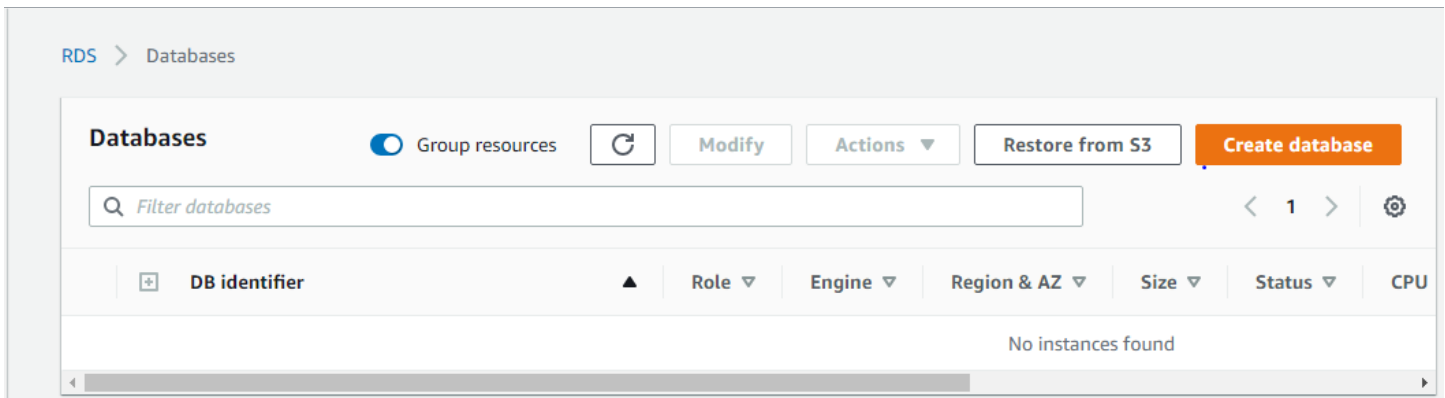 RDS > Databases
Databases Group resources Modify Actions Restore from S3 Create database
Filter databases 1
DB identifier Role Engine Region & AZ Size Status CPU
No instances found